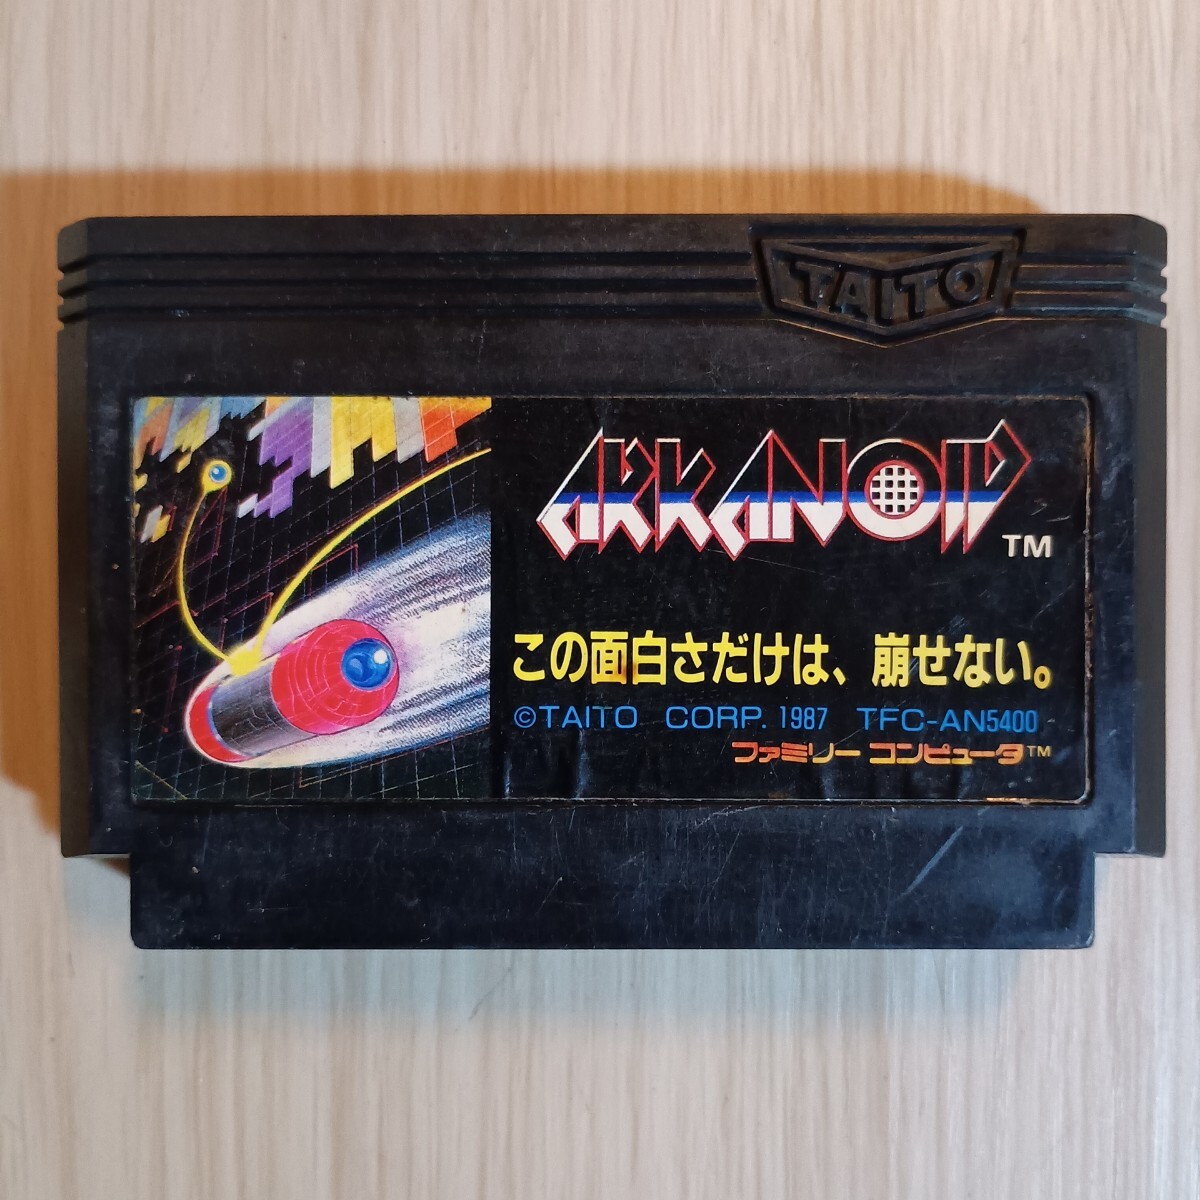 TAITO
ARKANOID TM
この面白さだけは、崩せない。
©TAITO CORP. 1987 TFC-AN5400
ファミリーコンピュータ™